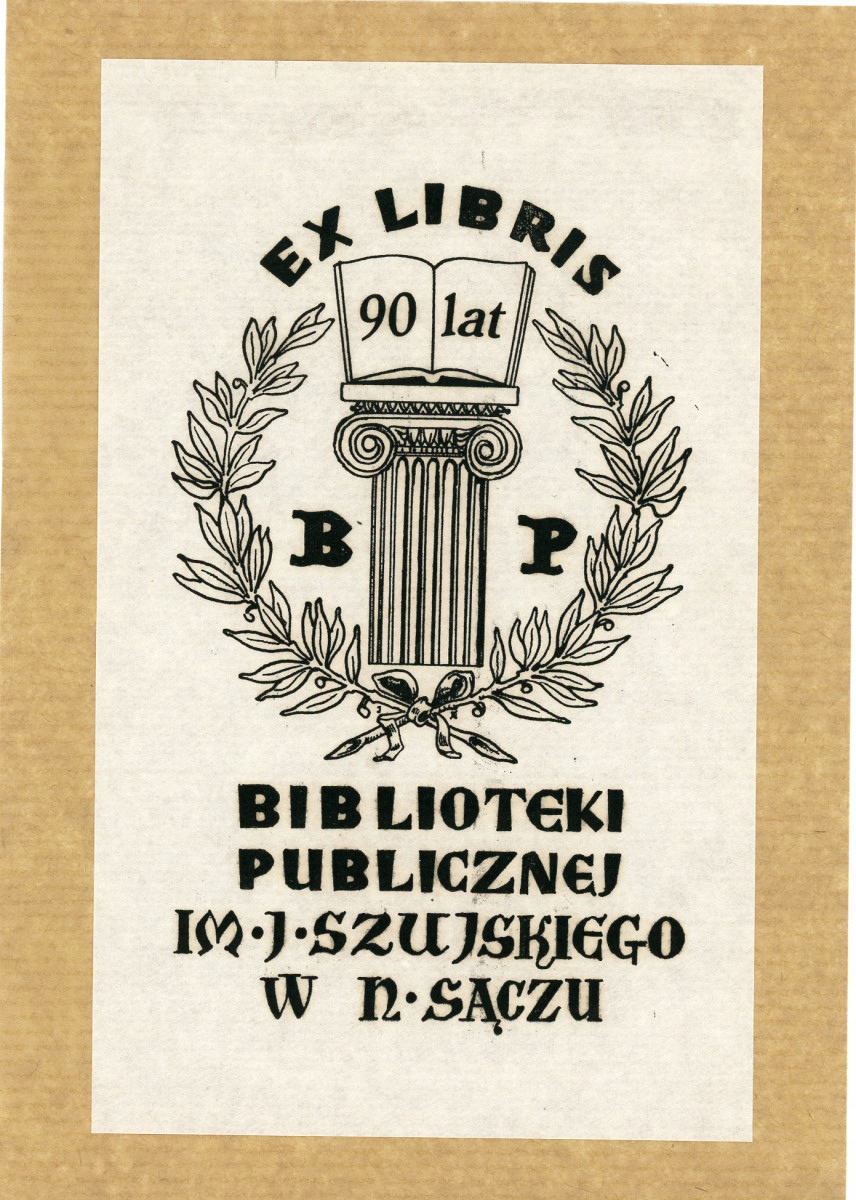 EX LIBRIS
90 lat
B P
BIBLIOTEKI
PUBLICZNEJ
IM·J·SZUJSKIEGO
W N·SĄCZU